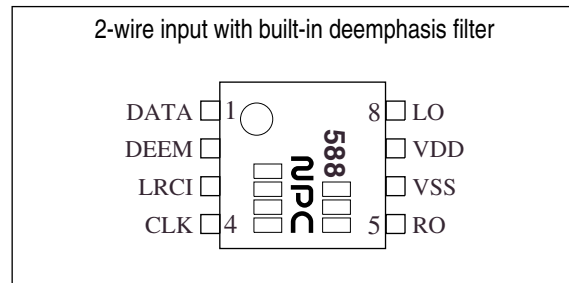 2-wire input with built-in deemphasis filter
DATA 1 8 LO
DEEM VDD
LRCI VSS
CLK 4 5 RO
NPC
588